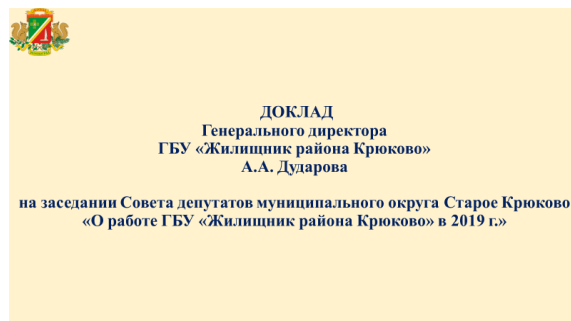 ДОКЛАД
Генерального директора
ГБУ «Жилищник района Крюково»
А.А. Дударова
на заседании Совета депутатов муниципального округа Старое Крюково
«О работе ГБУ «Жилищник района Крюково» в 2019 г.»